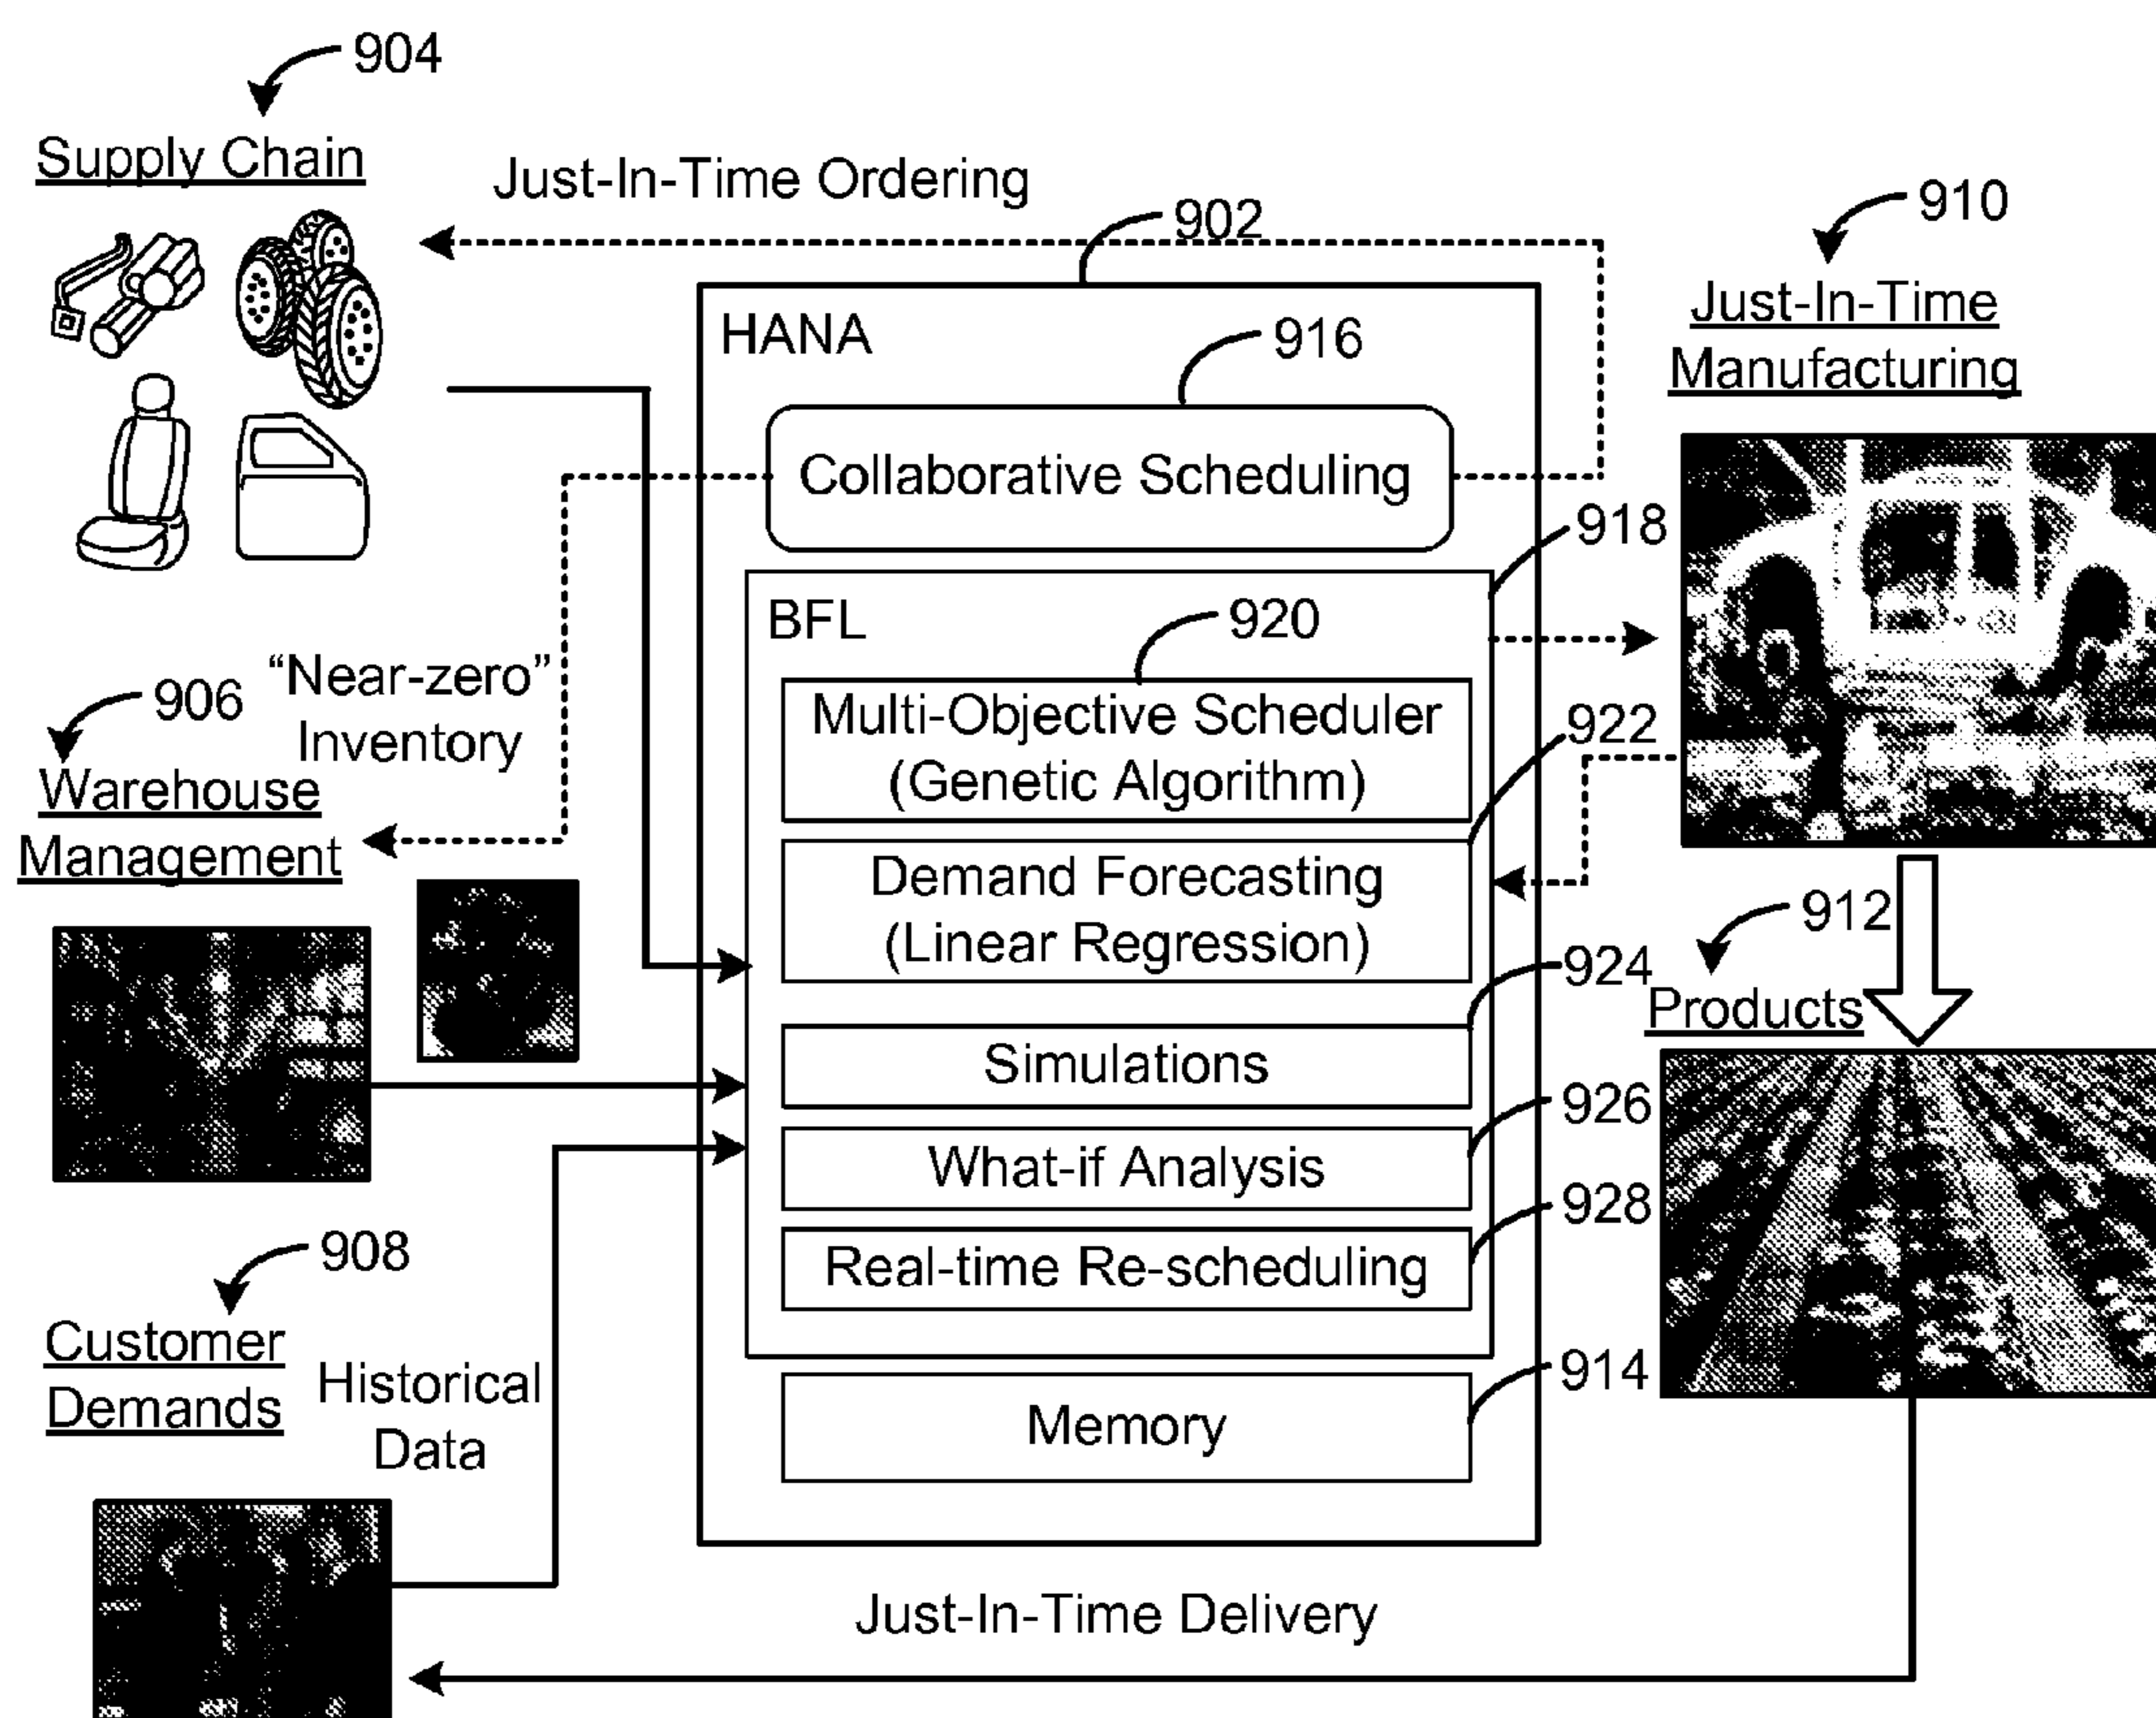 904
Supply Chain
Just-In-Time Ordering
902
910
Just-In-Time
Manufacturing
HANA
916
Collaborative Scheduling
918
BFL
920
Multi-Objective Scheduler
(Genetic Algorithm)
906
"Near-zero"
Inventory
Warehouse
Management
922
Demand Forecasting
(Linear Regression)
912
Products
924
Simulations
926
What-if Analysis
928
Real-time Re-scheduling
908
Customer
Demands
Historical
Data
914
Memory
Just-In-Time Delivery